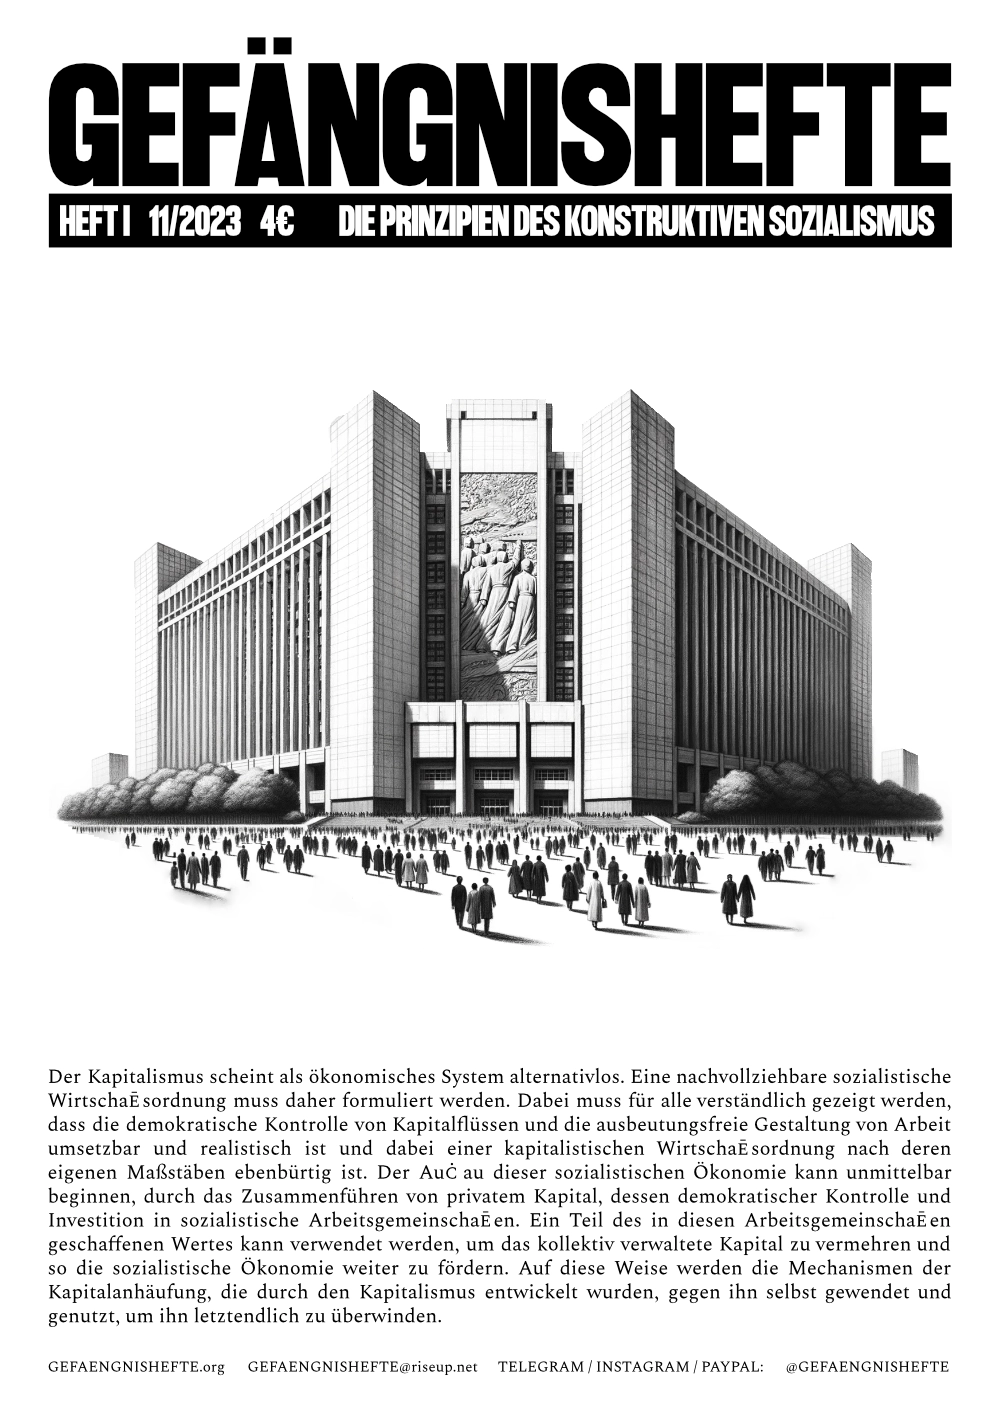 GEFÄNGNISHEFTE
HEFT I 11/2023 4€ DIE PRINZIPIEN DES KONSTRUKTIVEN SOZIALISMUS
Der Kapitalismus scheint als ökonomisches System alternativlos. Eine nachvollziehbare sozialistische
WirtschaĒsordnung muss daher formuliert werden. Dabei muss für alle verständlich gezeigt werden,
dass die demokratische Kontrolle von Kapitalflüssen und die ausbeutungsfreie Gestaltung von Arbeit
umsetzbar und realistisch ist und dabei einer kapitalistischen WirtschaĒsordnung nach deren
eigenen Maßstäben ebenbürtig ist. Der AuĊau dieser sozialistischen Ökonomie kann unmittelbar
beginnen, durch das Zusammenführen von privatem Kapital, dessen demokratischer Kontrolle und
Investition in sozialistische ArbeitsgemeinschaĒen. Ein Teil des in diesen ArbeitsgemeinschaĒen
geschaffenen Wertes kann verwendet werden, um das kollektiv verwaltete Kapital zu vermehren und
so die sozialistische Ökonomie weiter zu fördern. Auf diese Weise werden die Mechanismen der
Kapitalanhäufung, die durch den Kapitalismus entwickelt wurden, gegen ihn selbst gewendet und
genutzt, um ihn letztendlich zu überwinden.
GEFAENGNISHEFTE.org GEFAENGNISHEFTE@riseup.net TELEGRAM / INSTAGRAM / PAYPAL: @GEFAENGNISHEFTE